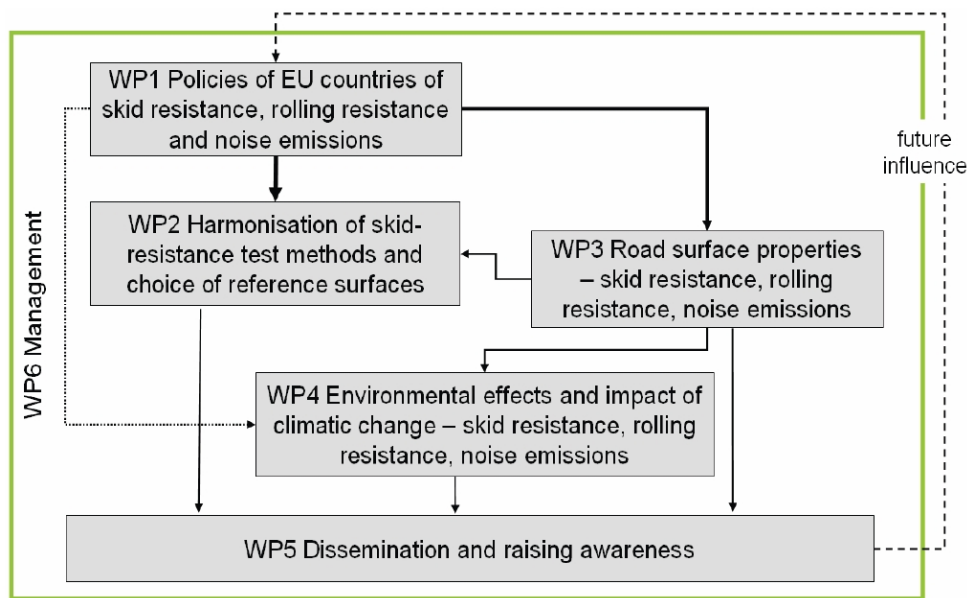 WP1 Policies of EU countries of
skid resistance, rolling resistance
and noise emissions
future
influence
WP2 Harmonisation of skid-
resistance test methods and
choice of reference surfaces
WP3 Road surface properties
– skid resistance, rolling
resistance, noise emissions
WP6 Management
WP4 Environmental effects and impact of
climatic change – skid resistance, rolling
resistance, noise emissions
WP5 Dissemination and raising awareness